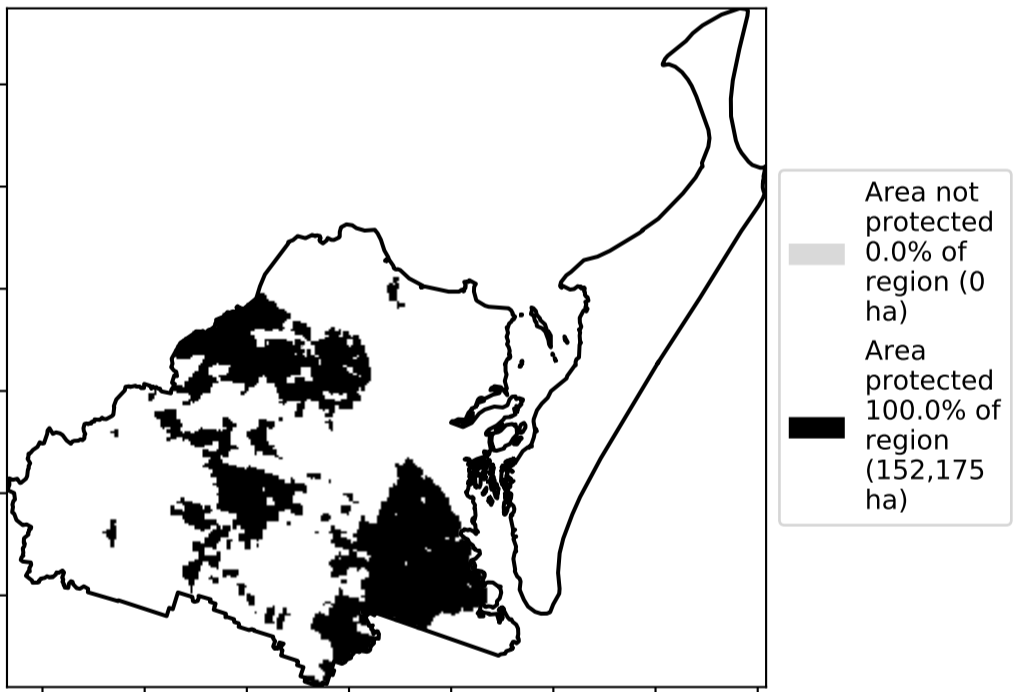 Area not
protected
0.0% of
region (0
ha)
Area
protected
100.0% of
region
(152,175
ha)